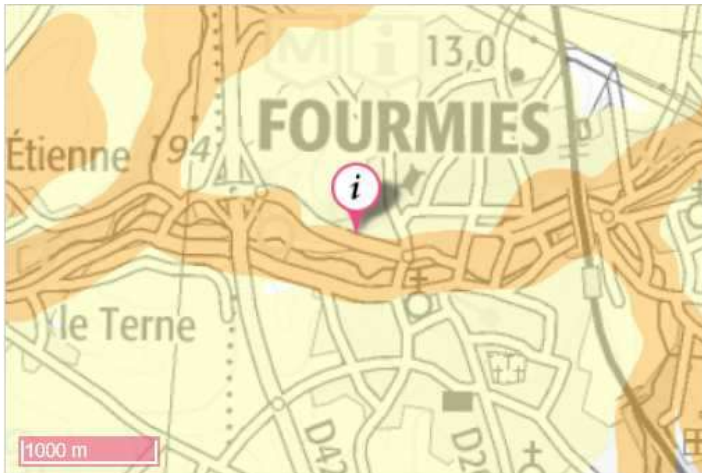 M i
13,0
FOURMIES
Étienne 194
i
le Terne
1000 m
D42
D2